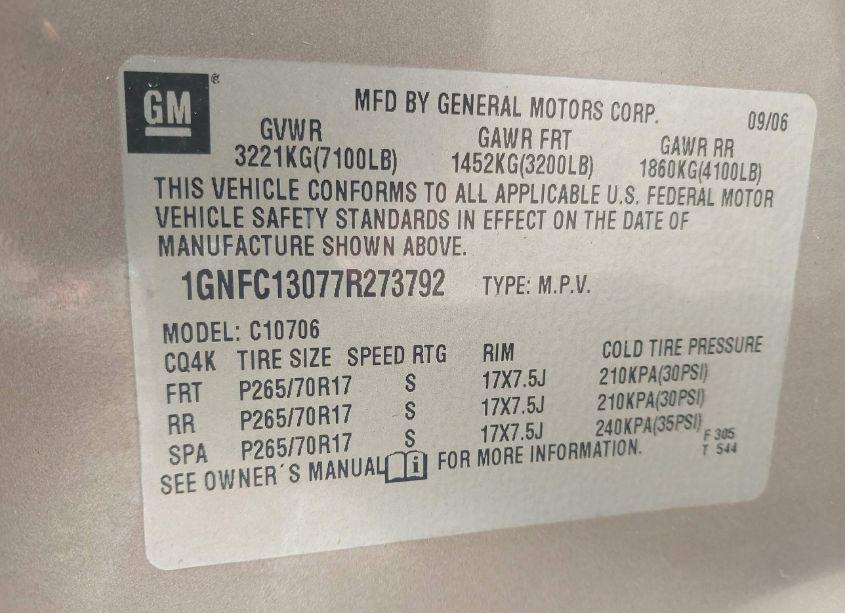 GM ®
MFD BY GENERAL MOTORS CORP. 09/06
GVWR GAWR FRT GAWR RR
3221KG(7100LB) 1452KG(3200LB) 1860KG(4100LB)
THIS VEHICLE CONFORMS TO ALL APPLICABLE U.S. FEDERAL MOTOR
VEHICLE SAFETY STANDARDS IN EFFECT ON THE DATE OF
MANUFACTURE SHOWN ABOVE.
1GNFC13077R273792 TYPE: M.P.V.
MODEL: C10706
CQ4K TIRE SIZE SPEED RTG RIM COLD TIRE PRESSURE
FRT P265/70R17 S 17X7.5J 210KPA(30PSI)
RR P265/70R17 S 17X7.5J 210KPA(30PSI)
SPA P265/70R17 S 17X7.5J 240KPA(35PSI)
SEE OWNER´S MANUAL i FOR MORE INFORMATION.
F 305
T 544